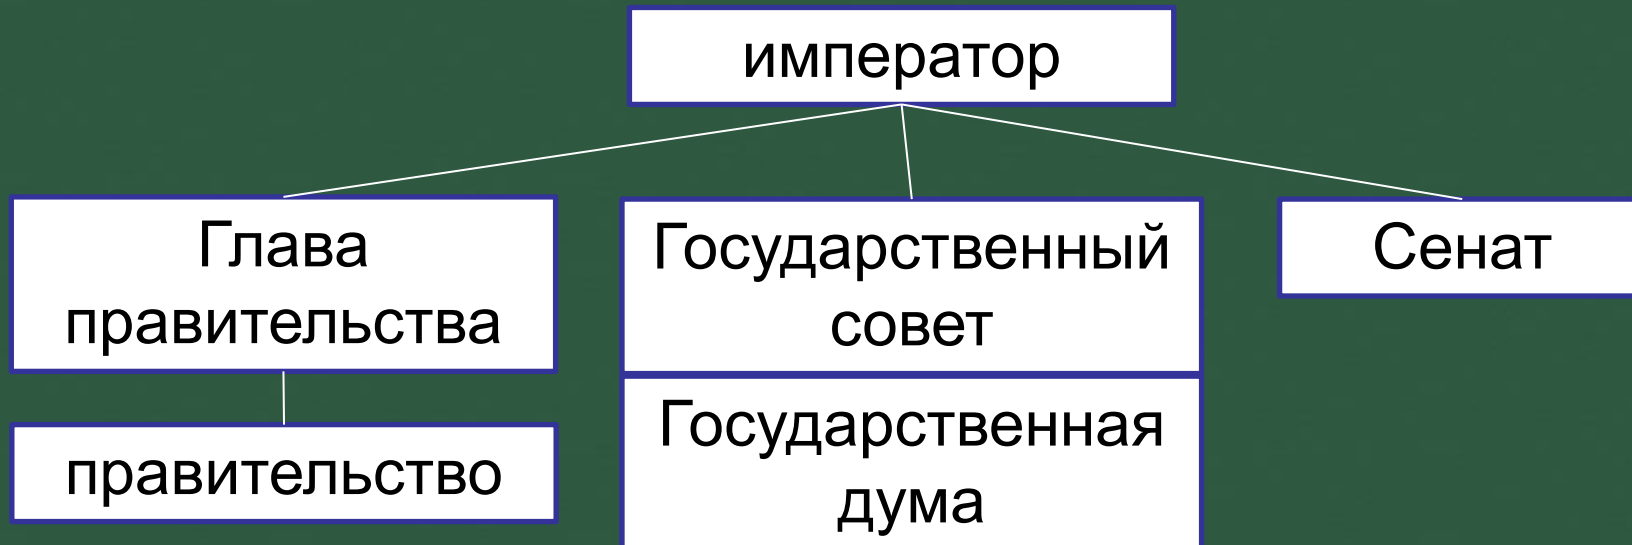 император
Глава
правительства
Государственный
совет
Сенат
правительство
Государственная
дума